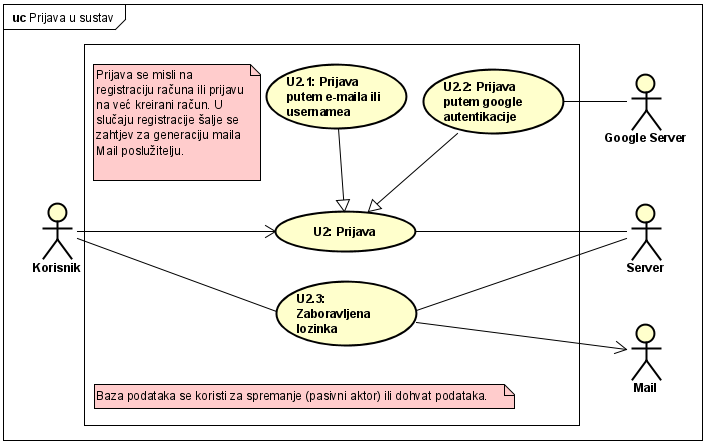 uc Prijava u sustav
Prijava se misli na
registraciju računa ili prijavu
na već kreirani račun. U
slučaju registracije šalje se
zahtjev za generaciju maila
Mail poslužitelju.
U2.1: Prijava
putem e-maila ili
usernamea
U2.2: Prijava
putem google
autentikacije
Google Server
U2: Prijava
Korisnik
Server
U2.3:
Zaboravljena
lozinka
Mail
Baza podataka se koristi za spremanje (pasivni aktor) ili dohvat podataka.